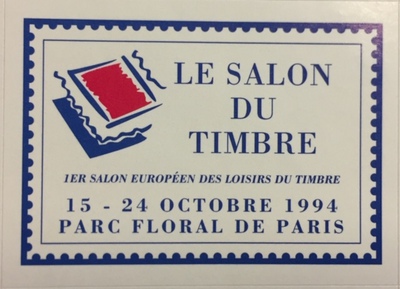 LE SALON
DU
TIMBRE
1ER SALON EUROPÉEN DES LOISIRS DU TIMBRE
15 - 24 OCTOBRE 1994
PARC FLORAL DE PARIS